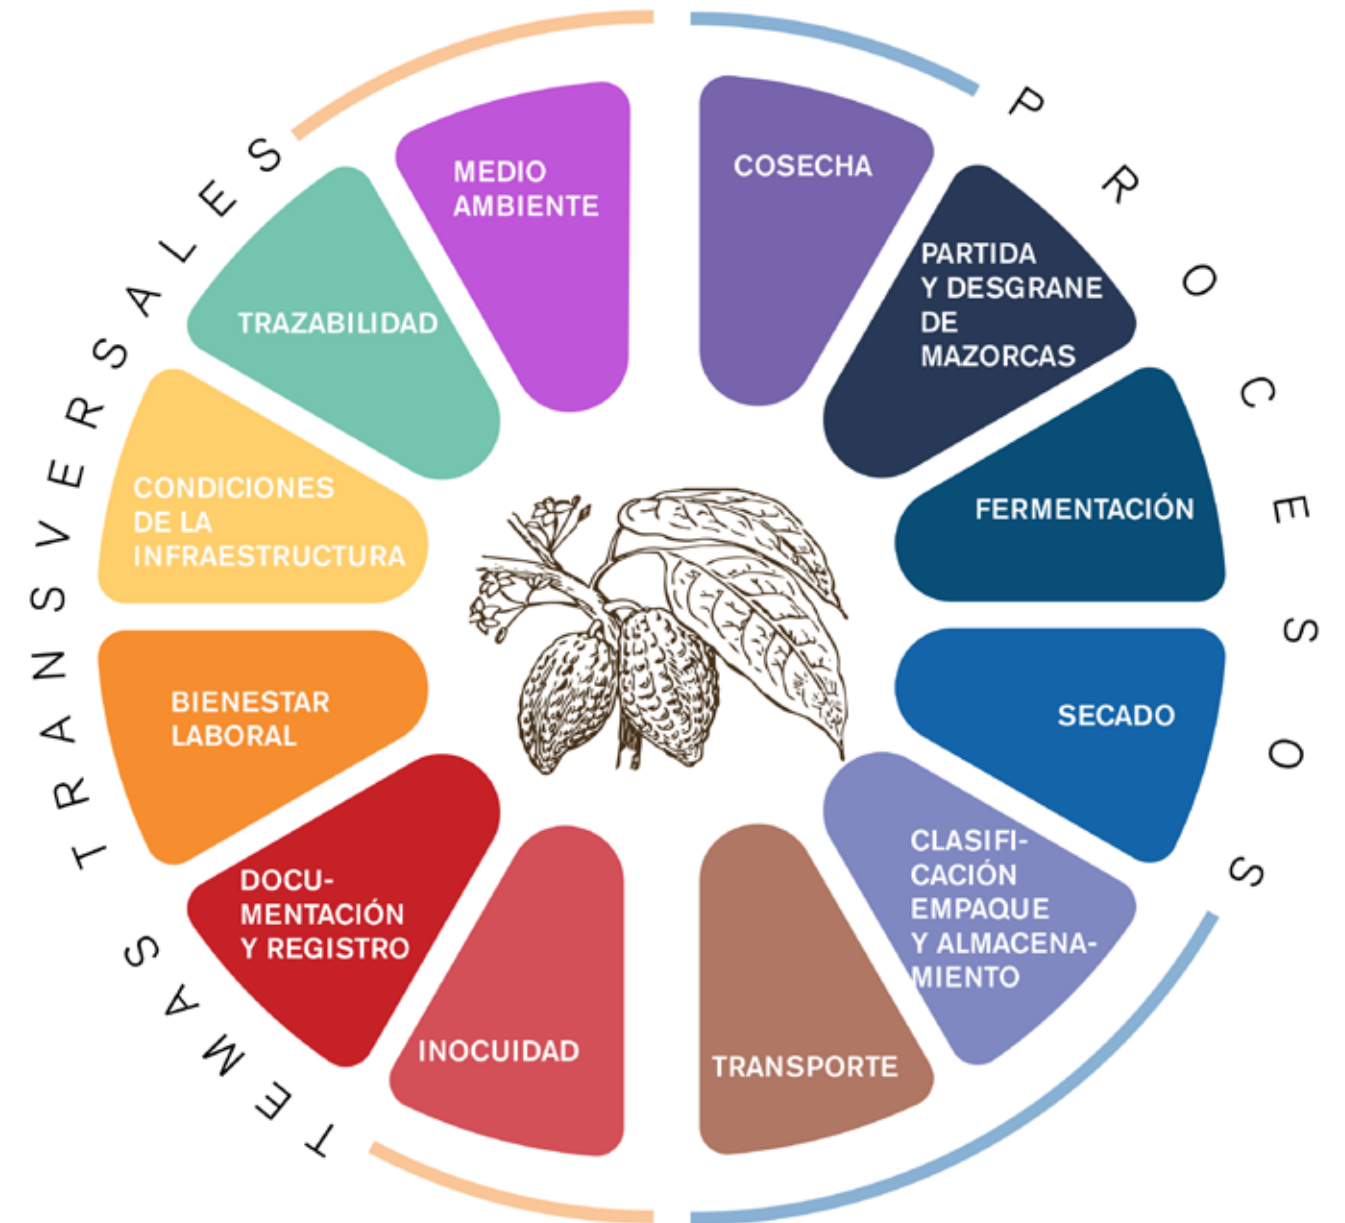 PROCESOS
COSECHA
PARTIDA
Y DESGRANE
DE
MAZORCAS
FERMENTACIÓN
SECADO
CLASIFI-
CACIÓN
EMPAQUE
Y ALMACENA-
MIENTO
TRANSPORTE
TEMAS TRANSVERSALES
INOCUIDAD
DOCU-
MENTACIÓN
Y REGISTRO
BIENESTAR
LABORAL
CONDICIONES
DE LA
INFRAESTRUCTURA
TRAZABILIDAD
MEDIO
AMBIENTE